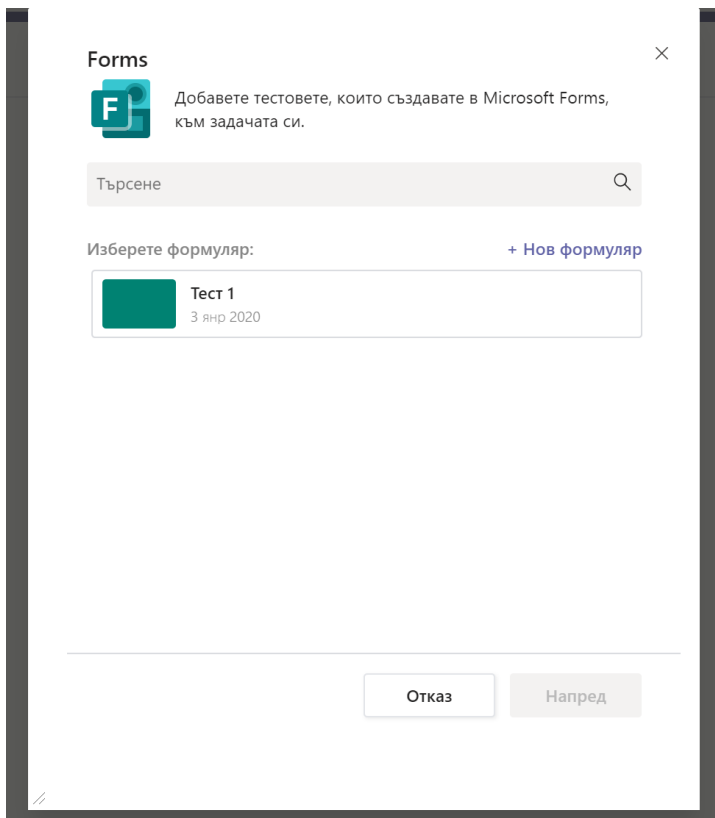 Forms
F
Добавете тестовете, които създавате в Microsoft Forms,
към задачата си.
Търсене
Изберете формуляр:
+ Нов формуляр
Тест 1
3 янр 2020
Отказ
Напред